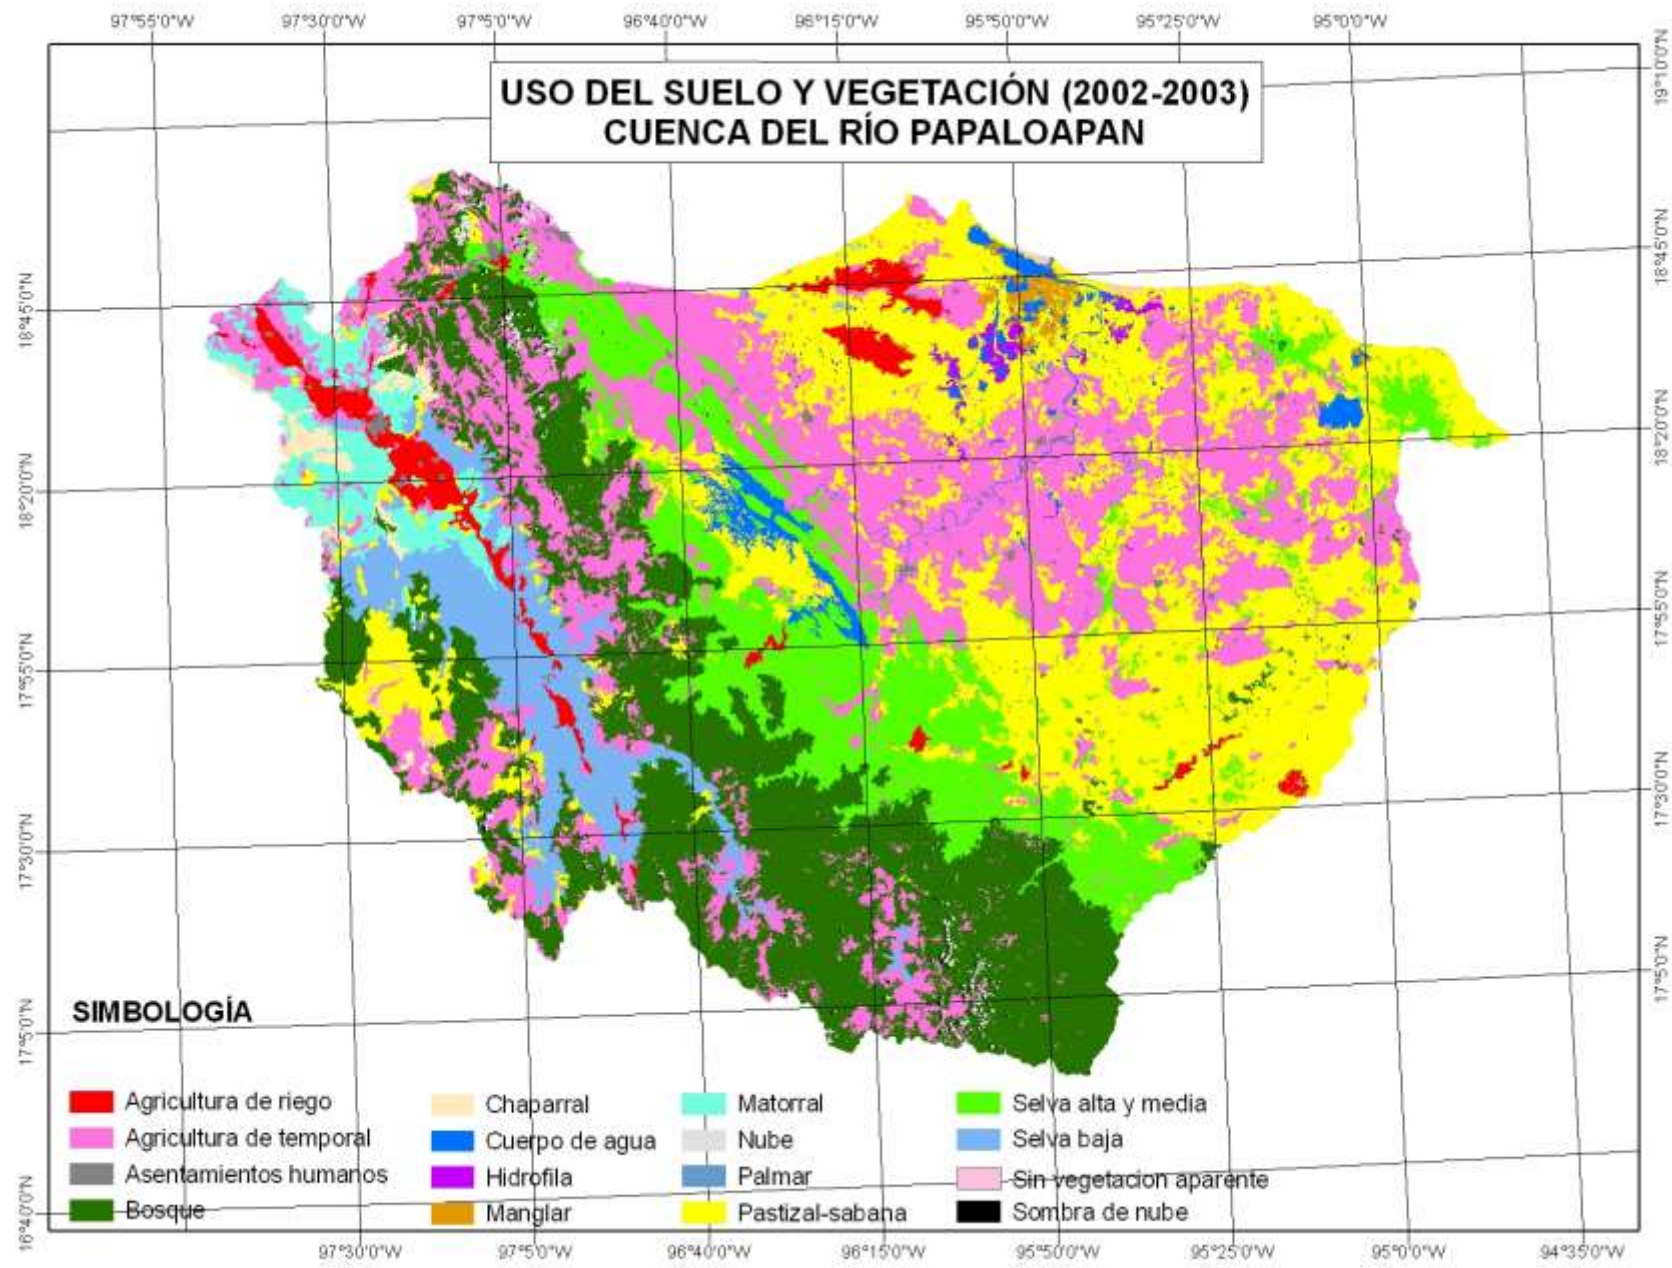 97°55'0"W 97°30'0"W 97°5'0"W 96°40'0"W 96°15'0"W 95°50'0"W 95°25'0"W 95°0'0"W
USO DEL SUELO Y VEGETACIÓN (2002-2003)
CUENCA DEL RÍO PAPALOAPAN
19°10'0"N
18°45'0"N
18°20'0"N
17°55'0"N
17°30'0"N
17°5'0"N
18°45'0"N
18°20'0"N
17°55'0"N
17°30'0"N
17°5'0"N
16°40'0"N
SIMBOLOGÍA
Agricultura de riego
Agricultura de temporal
Asentamientos humanos
Bosque
Chaparral
Cuerpo de agua
Hidrofila
Manglar
Matorral
Nube
Palmar
Pastizal-sabana
Selva alta y media
Selva baja
Sin vegetacion aparente
Sombra de nube
97°30'0"W 97°5'0"W 96°40'0"W 96°15'0"W 95°50'0"W 95°25'0"W 95°0'0"W 94°35'0"W